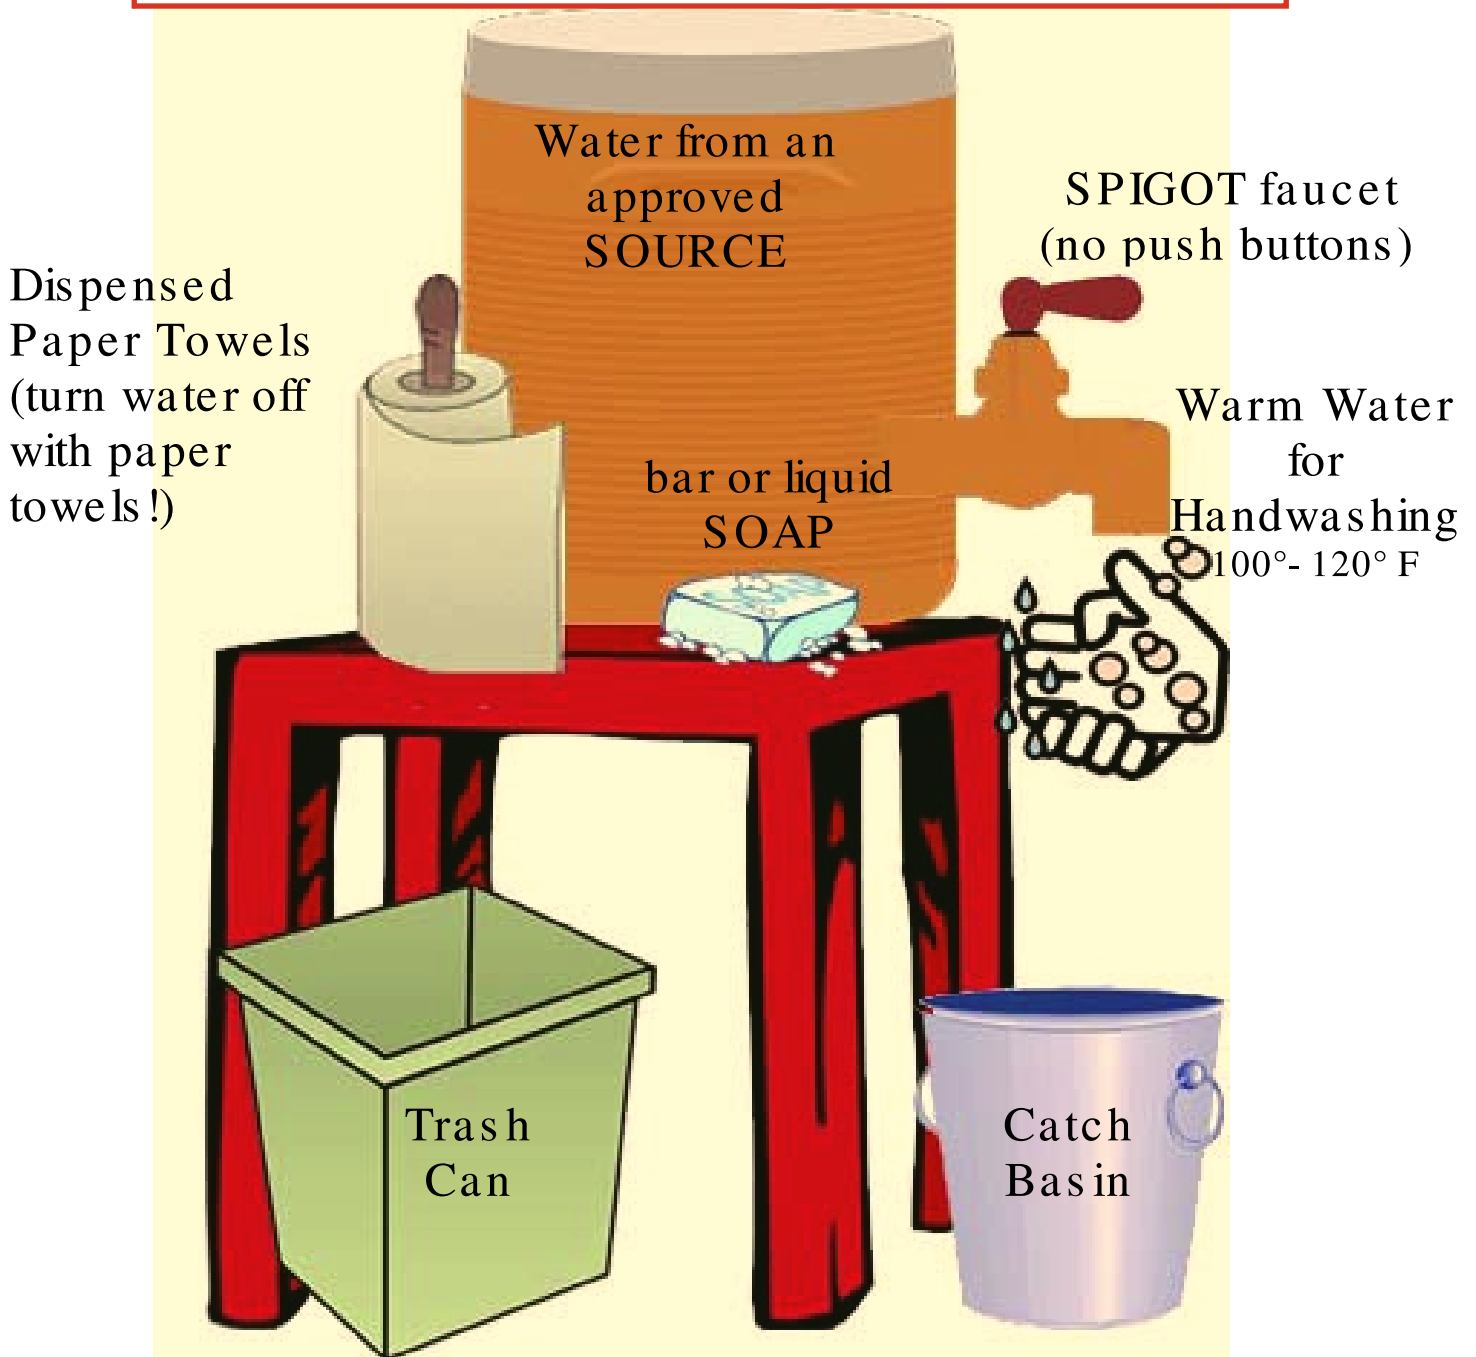 Water from an
approved
SOURCE
SPIGOT faucet
(no push buttons)
Dispensed
Paper Towels
(turn water off
with paper
towels!)
Warm Water
for
Handwashing
100°- 120° F
bar or liquid
SOAP
Trash
Can
Catch
Basin